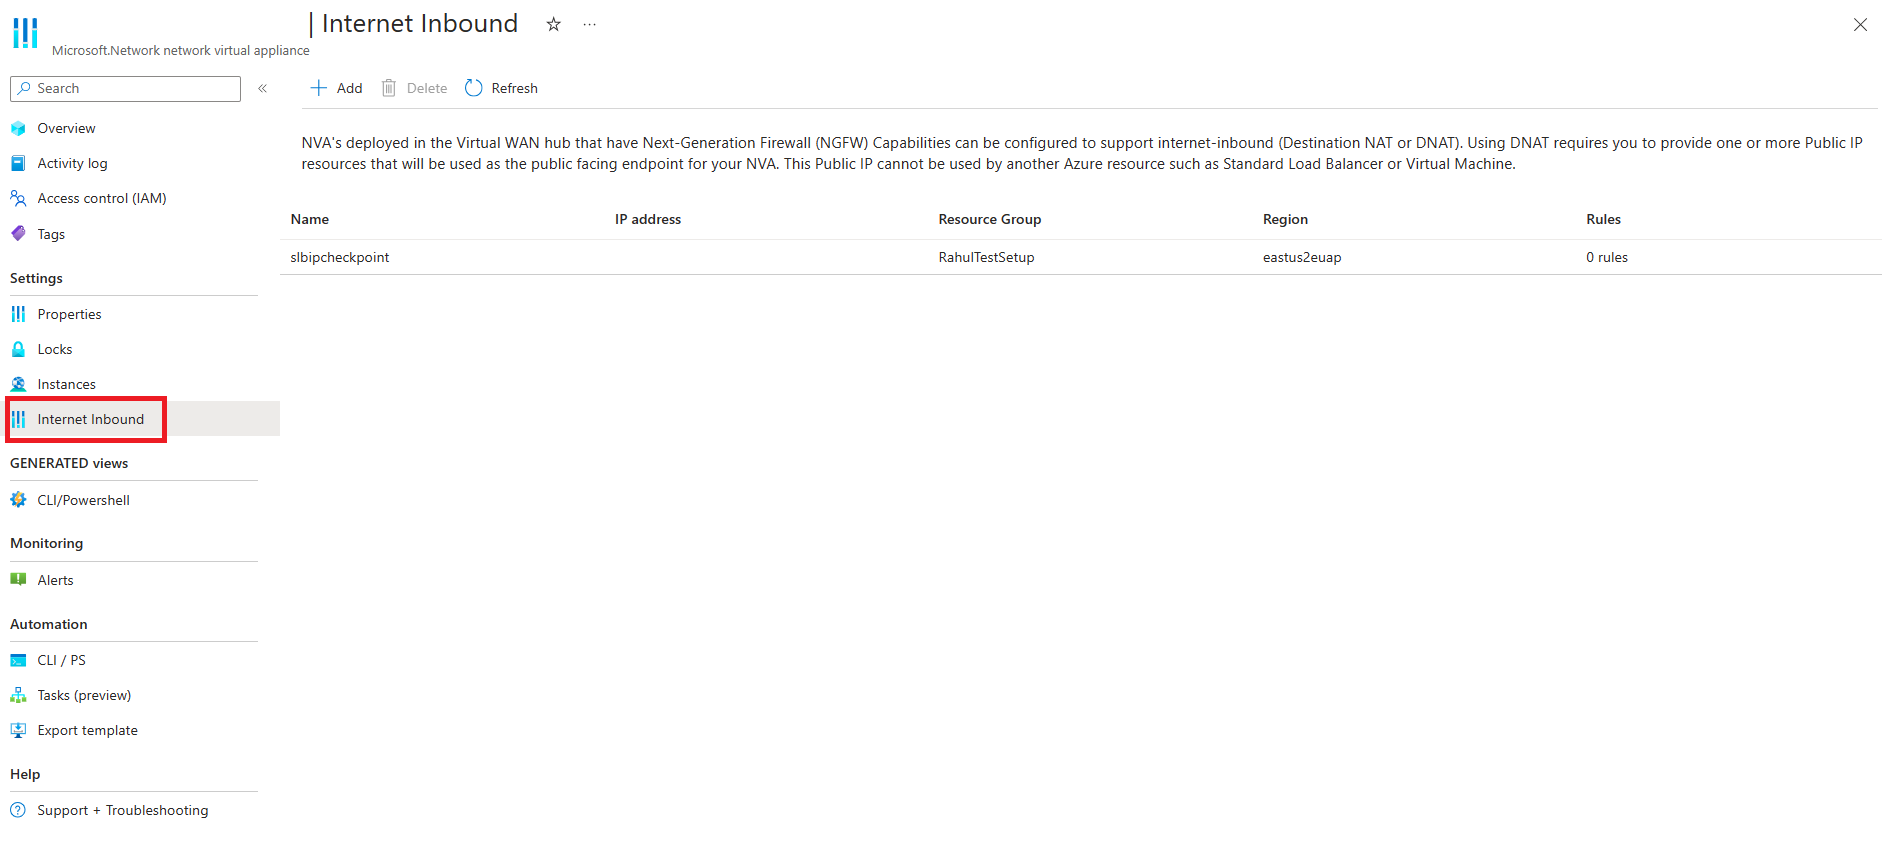 | Internet Inbound
Microsoft.Network network virtual appliance
Search
Overview
Activity log
Access control (IAM)
Tags
Settings
Properties
Locks
Instances
Internet Inbound
GENERATED views
CLI/Powershell
Monitoring
Alerts
Automation
CLI / PS
Tasks (preview)
Export template
Help
Support + Troubleshooting
Add Delete Refresh
NVA's deployed in the Virtual WAN hub that have Next-Generation Firewall (NGFW) Capabilities can be configured to support internet-inbound (Destination NAT or DNAT). Using DNAT requires you to provide one or more Public IP
resources that will be used as the public facing endpoint for your NVA. This Public IP cannot be used by another Azure resource such as Standard Load Balancer or Virtual Machine.
Name IP address Resource Group Region Rules
slbipcheckpoint RahulTestSetup eastus2euap 0 rules